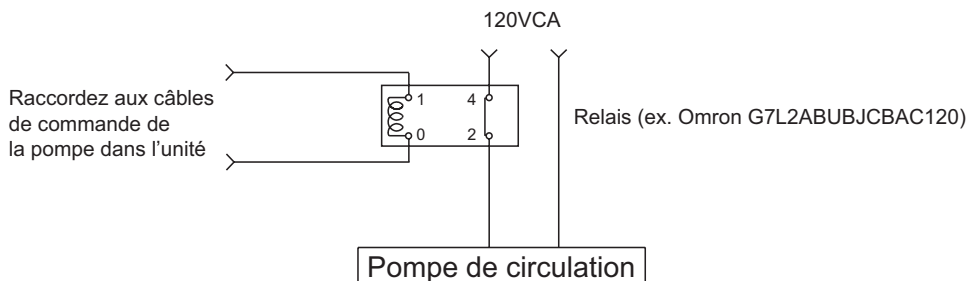 120VCA
Raccordez aux câbles
de commande de
la pompe dans l’unité
1
4
0
2
Relais (ex. Omron G7L2ABUBJCBAC120)
Pompe de circulation